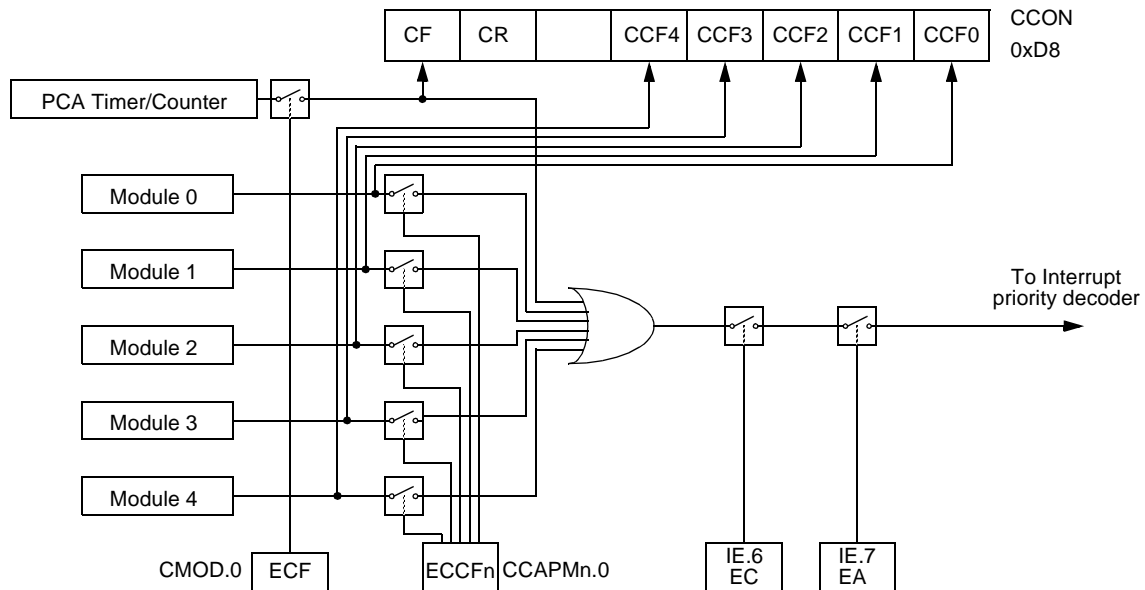 CF CR CCF4 CCF3 CCF2 CCF1 CCF0
CCON
0xD8
PCA Timer/Counter
Module 0
Module 1
Module 2
Module 3
Module 4
To Interrupt
priority decoder
CMOD.0
ECF
ECCFn
CCAPMn.0
IE.6
EC
IE.7
EA